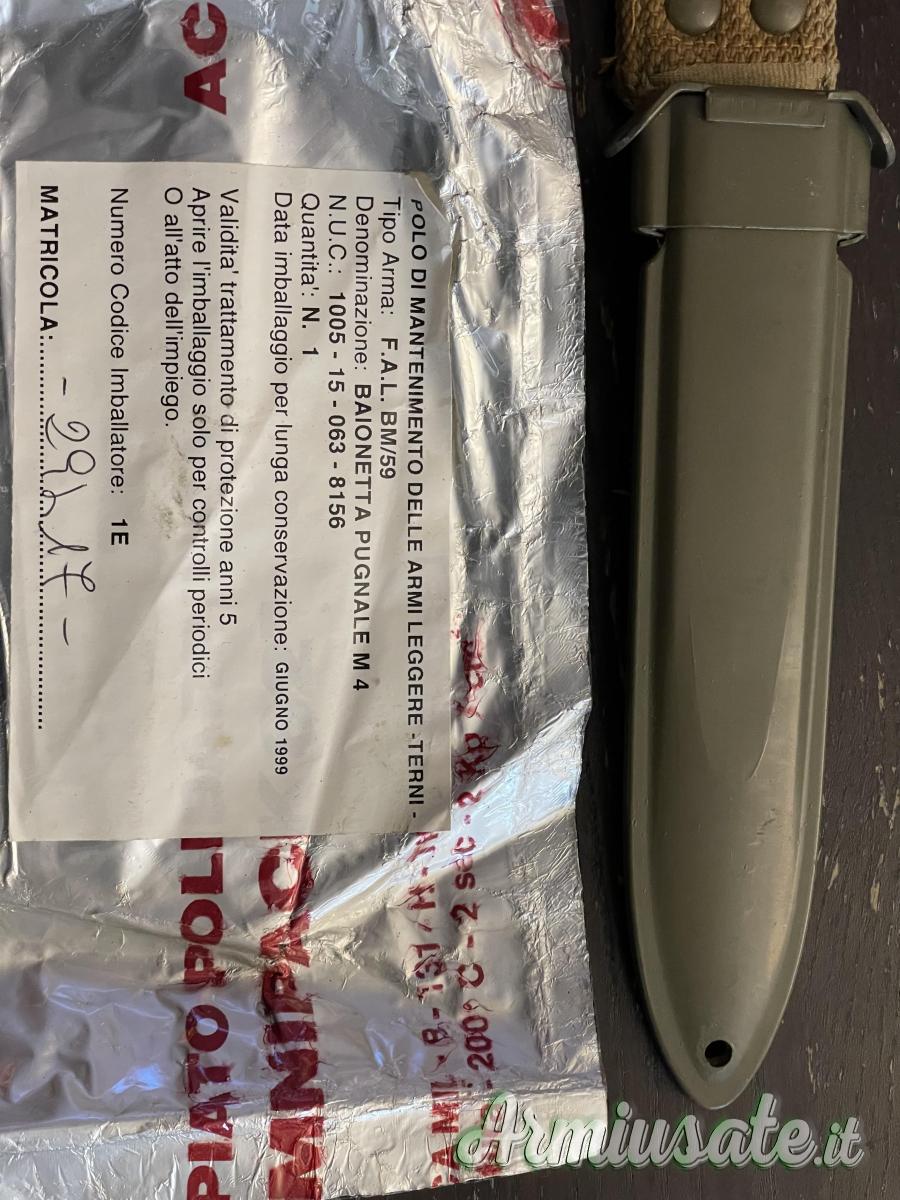 POLO DI MANTENIMENTO DELLE ARMI LEGGERE -TERNI -
Tipo Arma: F.A.L. BM/59
Denominazione: BAIONETTA PUGNALE M 4
N.U.C.: 1005 - 15 - 063 - 8156
Quantita': N. 1
Data imballaggio per lunga conservazione: GIUGNO 1999
Validita' trattamento di protezione anni 5
Aprire l'imballaggio solo per controlli periodici
O all'atto dell'impiego.
Numero Codice Imballatore: 1E
MATRICOLA:
Armiusate.it